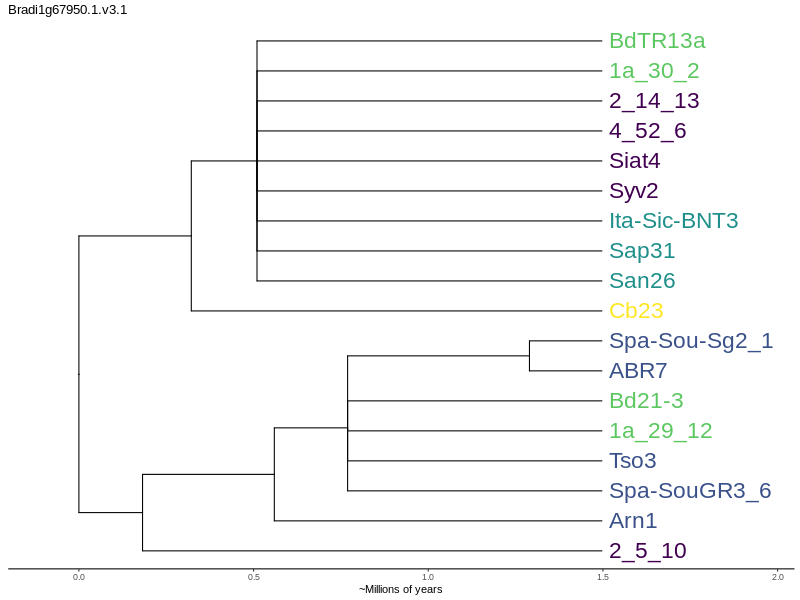 Bradi1g67950.1.v3.1
BdTR13a
1a_30_2
2_14_13
4_52_6
Siat4
Syv2
Ita-Sic-BNT3
Sap31
San26
Cb23
Spa-Sou-Sg2_1
ABR7
Bd21-3
1a_29_12
Tso3
Spa-SouGR3_6
Arn1
2_5_10
0.0 0.5 1.0 1.5 2.0
~Millions of years